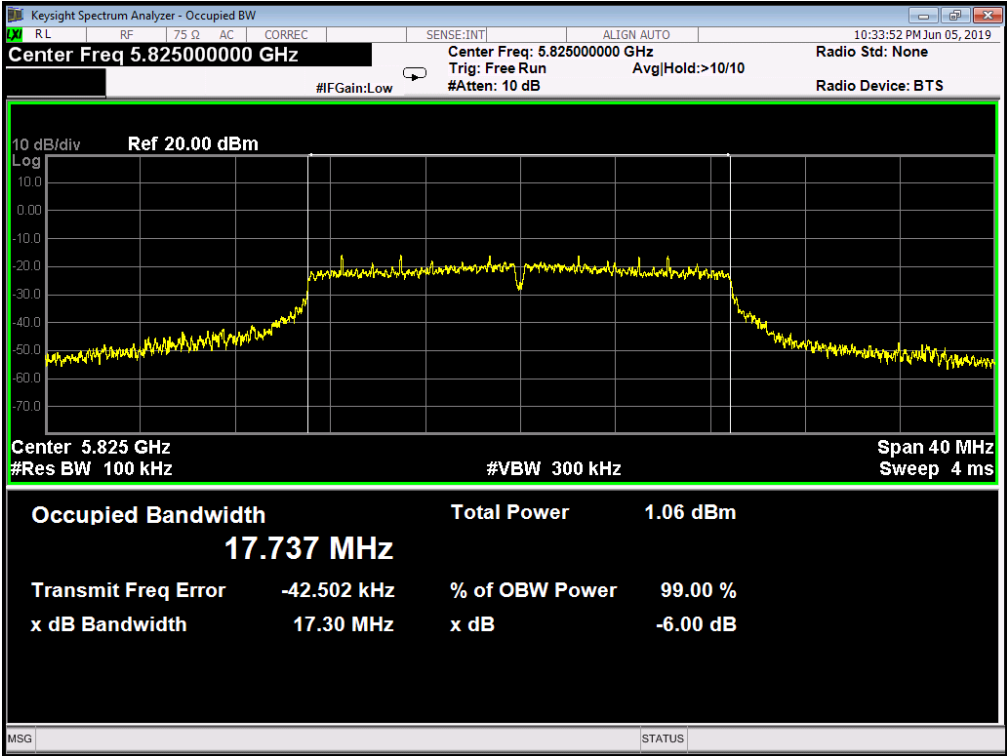 Keysight Spectrum Analyzer - Occupied BW
LXI RL RF 75 Ω AC CORREC SENSE:INT ALIGN AUTO 10:33:52 PM Jun 05, 2019
Center Freq 5.825000000 GHz Center Freq: 5.825000000 GHz Radio Std: None
Trig: Free Run Avg|Hold:>10/10
#IFGain:Low #Atten: 10 dB Radio Device: BTS
10 dB/div Ref 20.00 dBm
Log
10.0
0.00
-10.0
-20.0
-30.0
-40.0
-50.0
-60.0
-70.0
Center 5.825 GHz Span 40 MHz
#Res BW 100 kHz #VBW 300 kHz Sweep 4 ms
Occupied Bandwidth Total Power 1.06 dBm
17.737 MHz
Transmit Freq Error -42.502 kHz % of OBW Power 99.00 %
x dB Bandwidth 17.30 MHz x dB -6.00 dB
MSG STATUS